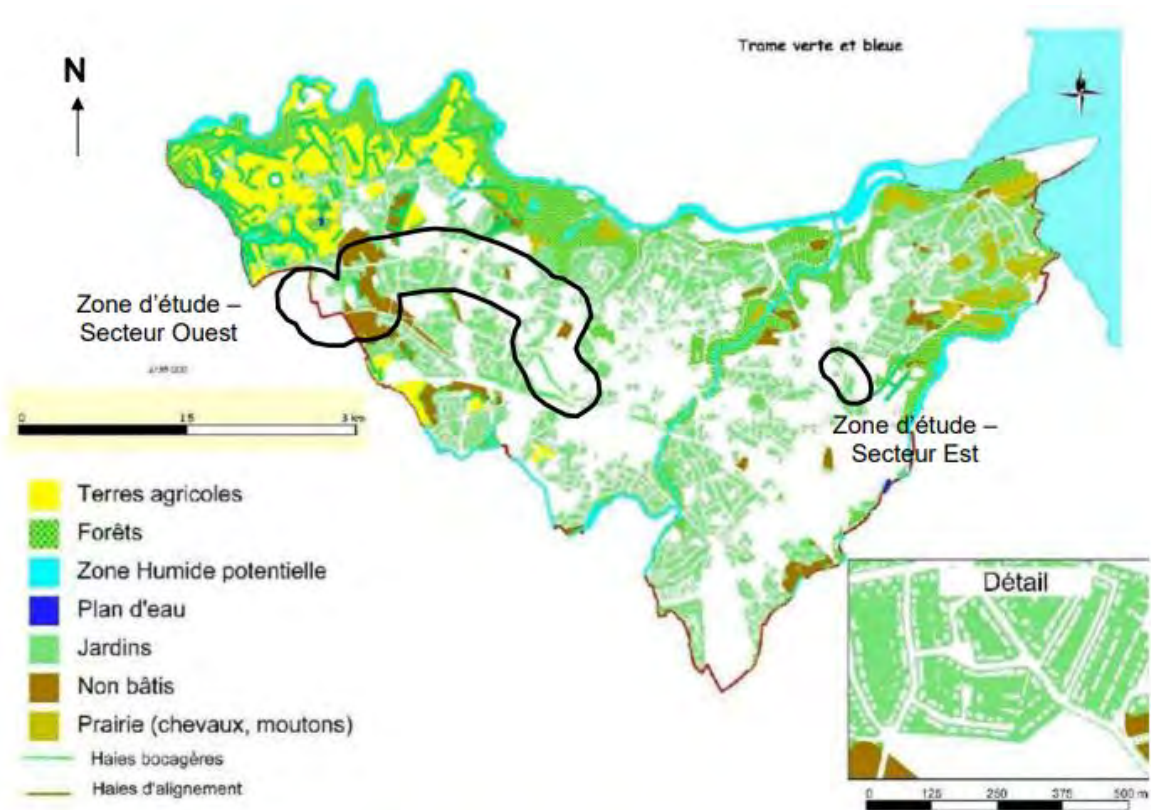 Trame verte et bleue
N
Zone d'étude –
Secteur Ouest
0 1.5 3 km
Zone d'étude –
Secteur Est
Terres agricoles
Forêts
Zone Humide potentielle
Plan d'eau
Jardins
Non bâtis
Prairie (chevaux, moutons)
Haies bocagères
Haies d'alignement
Détail
0 125 250 375 500 m